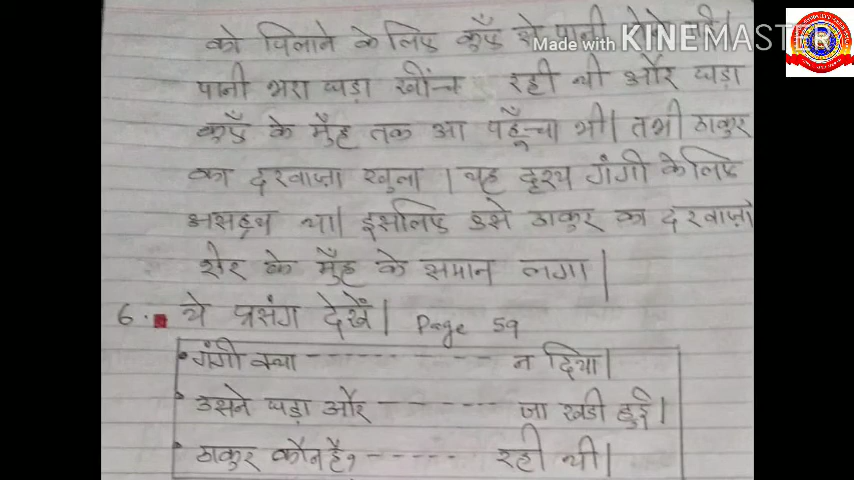 को पिलाने के लिए कुएँ से पानी
Made with KINEMASTER
पानी भरा घड़ा खींच रही थी और घड़ा
कुएँ के मुँह तक आ पहूँचा भी। तभी ठाकुर
का दरवाज़ा खुला । यह दृश्य गंगी के लिए
असह्य था। इसलिए उसे ठाकुर का दरवाज़ा
शेर के मुँह के समान लगा।
6. ये प्रसंग देखें। Page 59
• गंगी क्या ---------- न दिया।
• उसने घड़ा और ------ जा खडी हुई।
• ठाकुर कौन है, ----- रही थी।